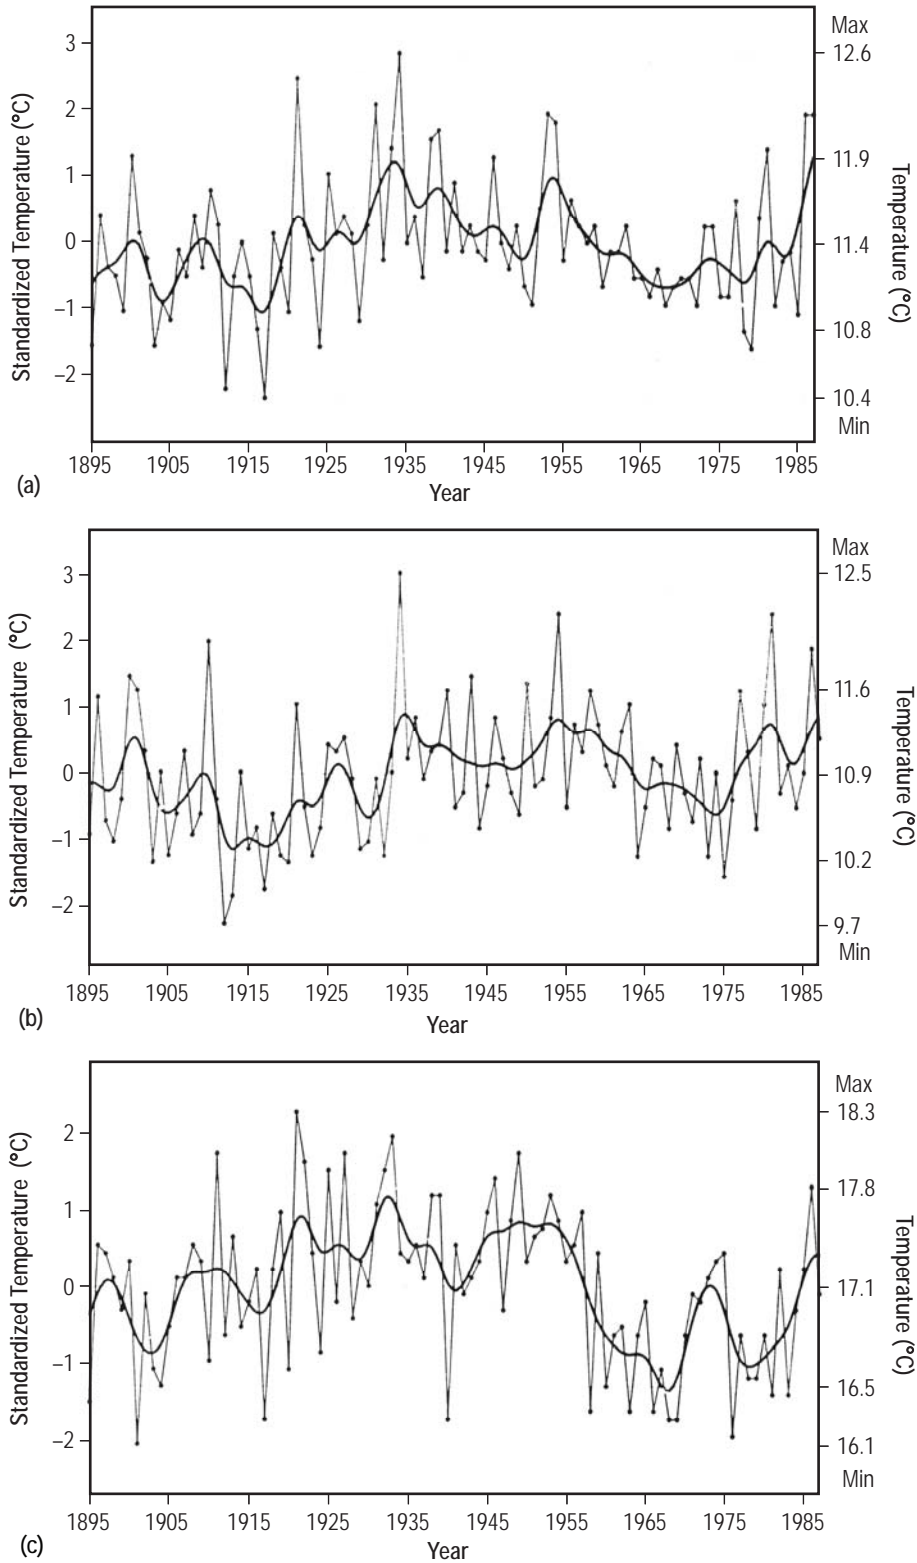 Max
3
12.6
2
11.9
1
0
11.4
–1
10.8
–2
10.4
Min
Standardized Temperature (°C)
Temperature (°C)
1895 1905 1915 1925 1935 1945 1955 1965 1975 1985
(a)
Year
Max
3
12.5
2
11.6
1
0
10.9
–1
10.2
–2
9.7
Min
Standardized Temperature (°C)
Temperature (°C)
1895 1905 1915 1925 1935 1945 1955 1965 1975 1985
(b)
Year
Max
18.3
2
17.8
1
0
17.1
–1
16.5
–2
16.1
Min
Standardized Temperature (°C)
Temperature (°C)
1895 1905 1915 1925 1935 1945 1955 1965 1975 1985
(c)
Year